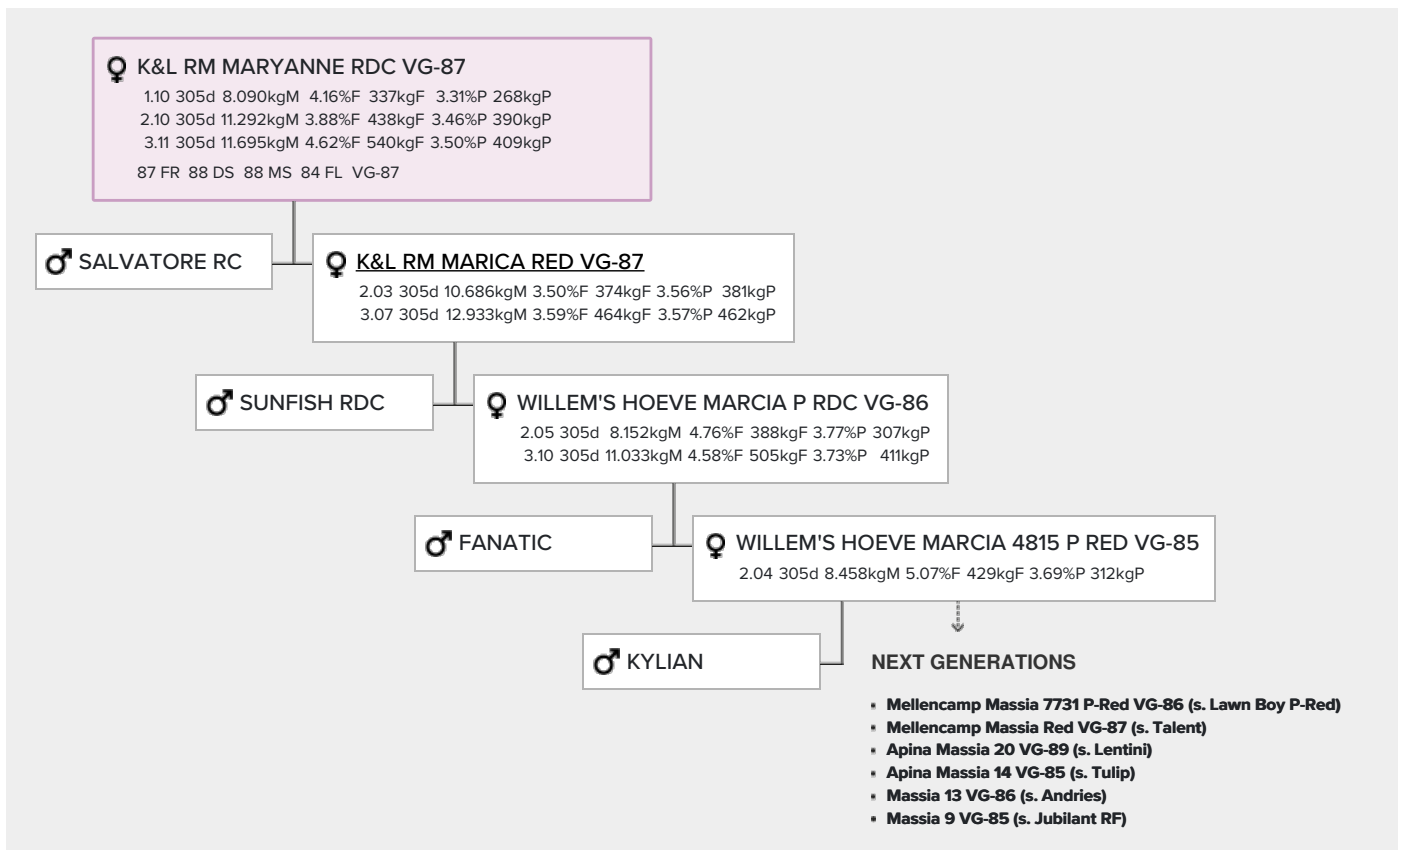 K&L RM MARYANNE RDC VG-87
1.10 305d 8.090kgM 4.16%F 337kgF 3.31%P 268kgP
2.10 305d 11.292kgM 3.88%F 438kgF 3.46%P 390kgP
3.11 305d 11.695kgM 4.62%F 540kgF 3.50%P 409kgP
87 FR 88 DS 88 MS 84 FL VG-87
SALVATORE RC
K&L RM MARICA RED VG-87
2.03 305d 10.686kgM 3.50%F 374kgF 3.56%P 381kgP
3.07 305d 12.933kgM 3.59%F 464kgF 3.57%P 462kgP
SUNFISH RDC
WILLEM'S HOEVE MARCIA P RDC VG-86
2.05 305d 8.152kgM 4.76%F 388kgF 3.77%P 307kgP
3.10 305d 11.033kgM 4.58%F 505kgF 3.73%P 411kgP
FANATIC
WILLEM'S HOEVE MARCIA 4815 P RED VG-85
2.04 305d 8.458kgM 5.07%F 429kgF 3.69%P 312kgP
KYLIAN
NEXT GENERATIONS
Mellencamp Massia 7731 P-Red VG-86 (s. Lawn Boy P-Red)
Mellencamp Massia Red VG-87 (s. Talent)
Apina Massia 20 VG-89 (s. Lentini)
Apina Massia 14 VG-85 (s. Tulip)
Massia 13 VG-86 (s. Andries)
Massia 9 VG-85 (s. Jubilant RF)